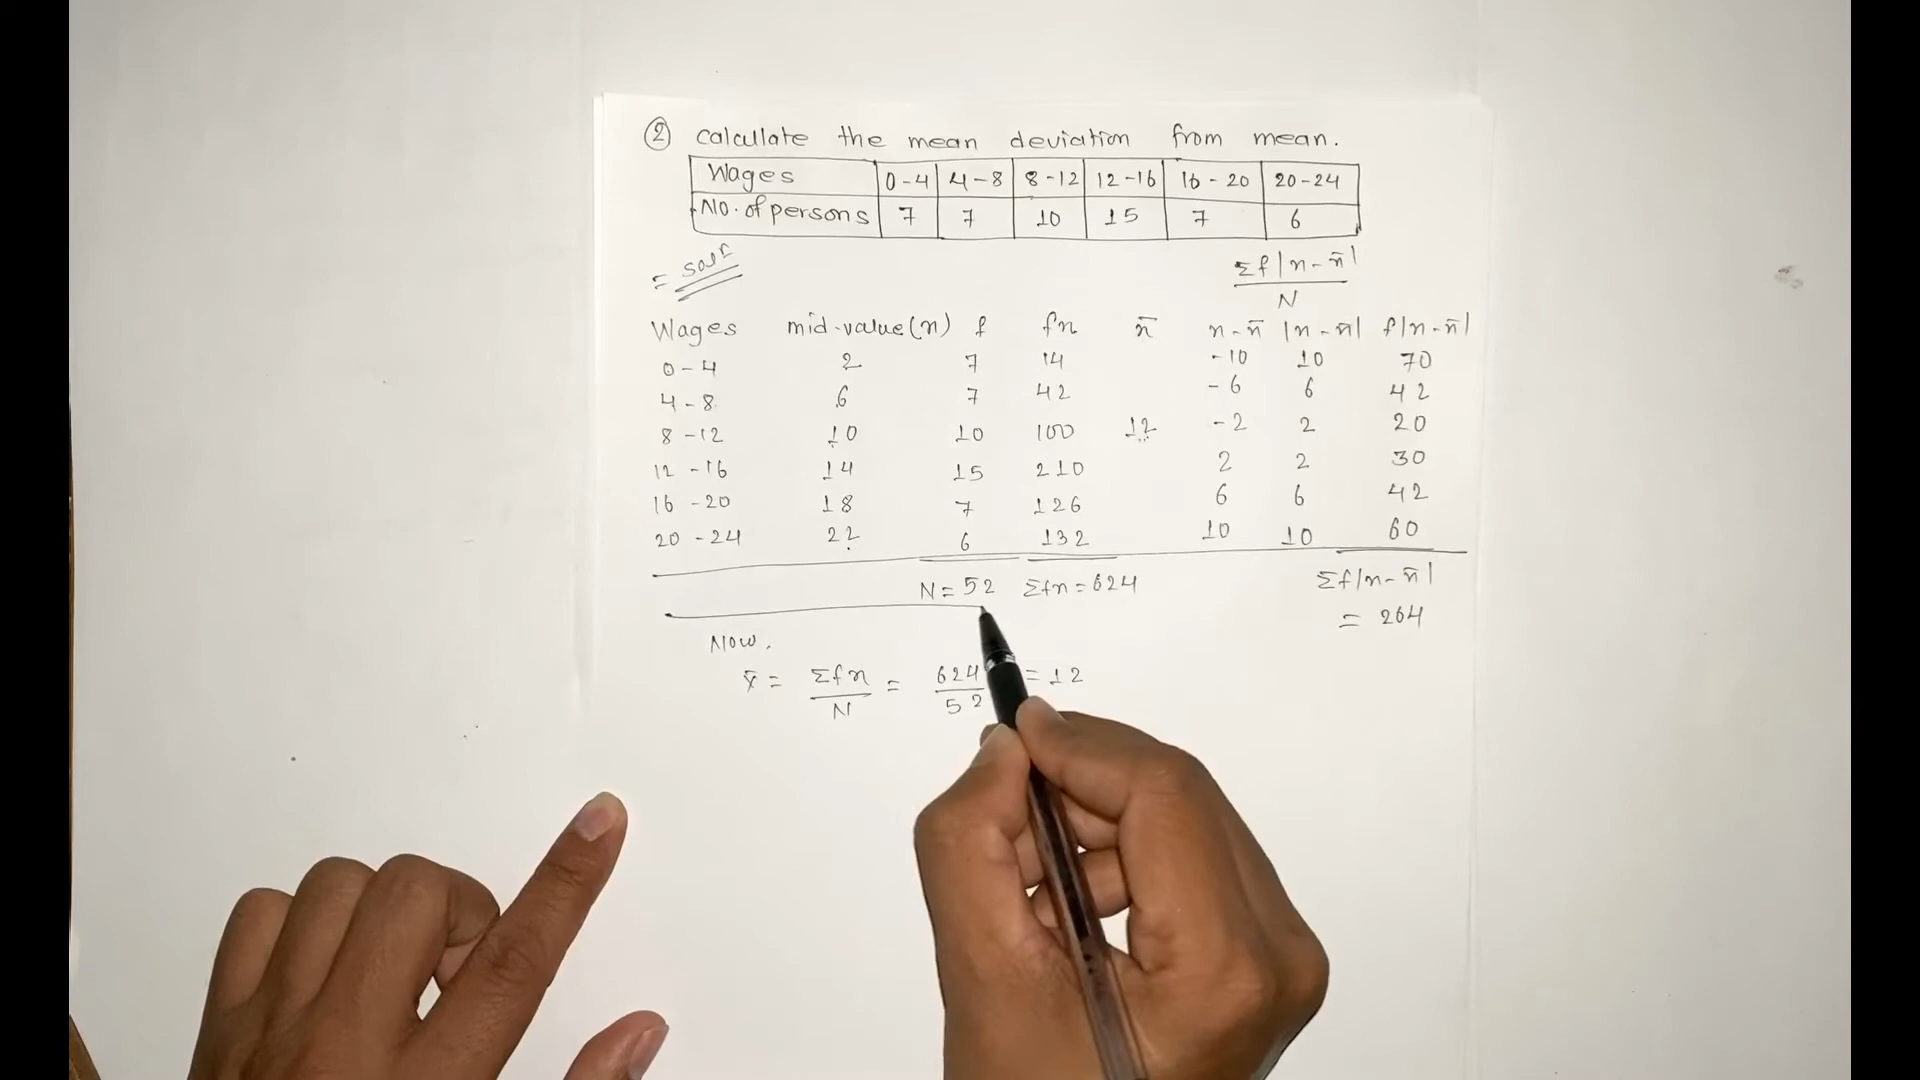 ② calculate the mean deviation from mean.
Wages 0-4 4-8 8-12 12-16 16-20 20-24
No. of persons 7 7 10 15 7 6
= solⁿ
Σf|x-x̄|
N
Wages mid-value(x) f fx x̄ x-x̄ |x-x̄| f|x-x̄|
0-4 2 7 14 -10 10 70
4-8 6 7 42 -6 6 42
8-12 10 10 100 12 -2 2 20
12-16 14 15 210 2 2 30
16-20 18 7 126 6 6 42
20-24 22 6 132 10 10 60
N=52 Σfx=624 Σf|x-x̄|
= 264
Now,
x̄ = Σfx / N = 624 / 52 = 12